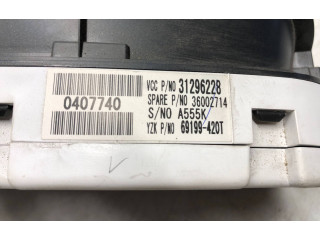 VCC P/NO 31296228
SPARE P/NO 36002714
0407740
S/NO A555K
YZK P/NO 69199-420T